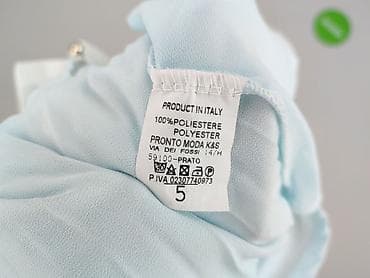 PRODUCT IN ITALY
100%POLIESTERE
POLYESTER
PRONTO MODA K&S
VIA DEI FOSSI 14/H
59100-PRATO
P.IVA 02307740973
5